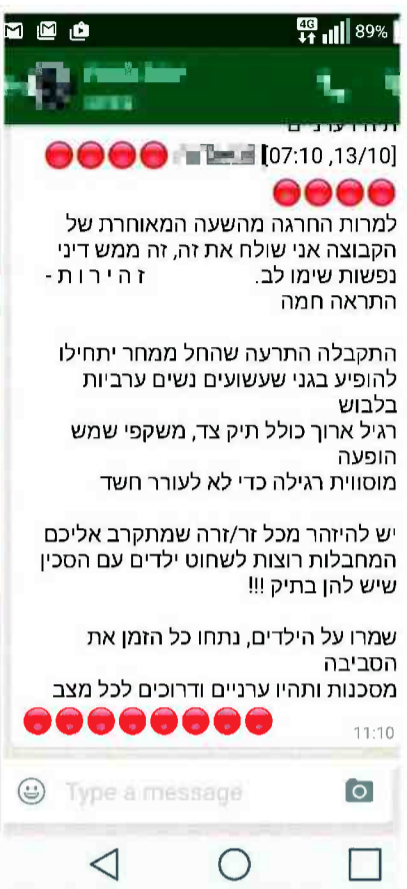 4G 89%
[07:10, 13/10]
למרות החרגה מהשעה המאוחרת של
הקבוצה אני שולח את זה, זה ממש דיני
נפשות שימו לב. ז ה י ר ו ת -
התראה חמה
התקבלה התרעה שהחל ממחר יתחילו
להופיע בגני שעשועים נשים ערביות
בלבוש
רגיל ארוך כולל תיק צד, משקפי שמש
הופעה
מוסווית רגילה כדי לא לעורר חשד
יש להיזהר מכל זר/זרה שמתקרב אליכם
המחבלות רוצות לשחוט ילדים עם הסכין
שיש להן בתיק !!!
שמרו על הילדים, נתחו כל הזמן את
הסביבה
מסכנות ותהיו ערניים ודרוכים לכל מצב
11:10
Type a message